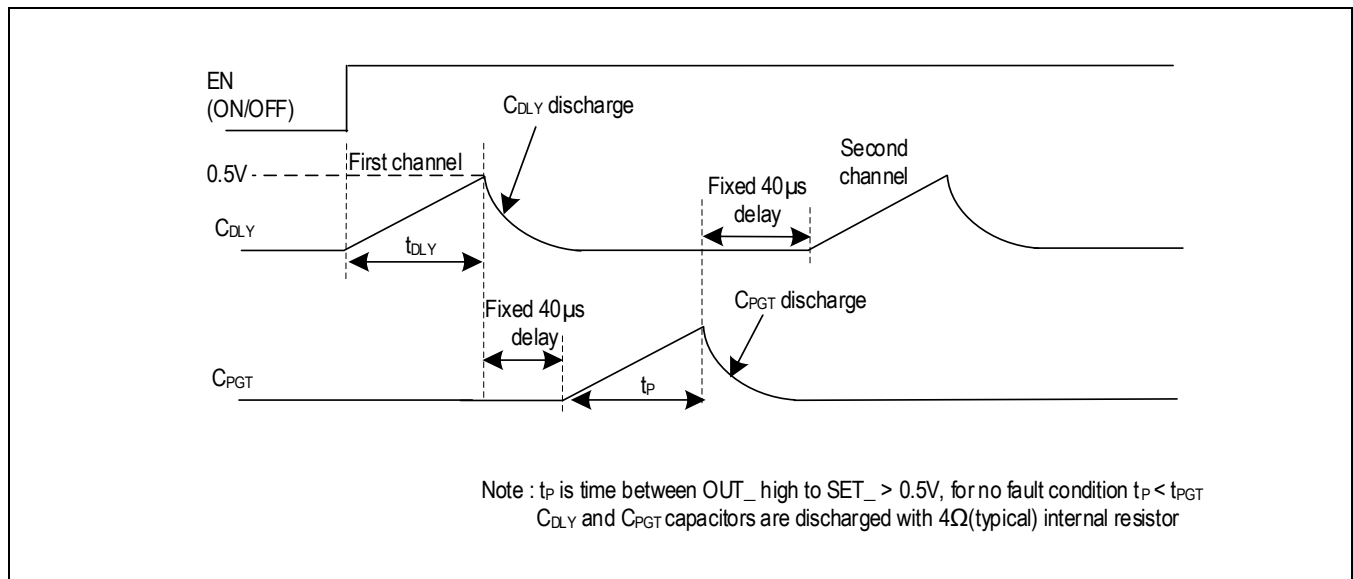 EN
(ON/OFF)
CDLY discharge
0.5V
First channel
Second
channel
Fixed 40µs
delay
CDLY
tDLY
Fixed 40µs
delay
CPGT discharge
CPGT
tP
Note : tP is time between OUT_ high to SET_ > 0.5V, for no fault condition tP < tPGT
CDLY and CPGT capacitors are discharged with 4Ω(typical) internal resistor